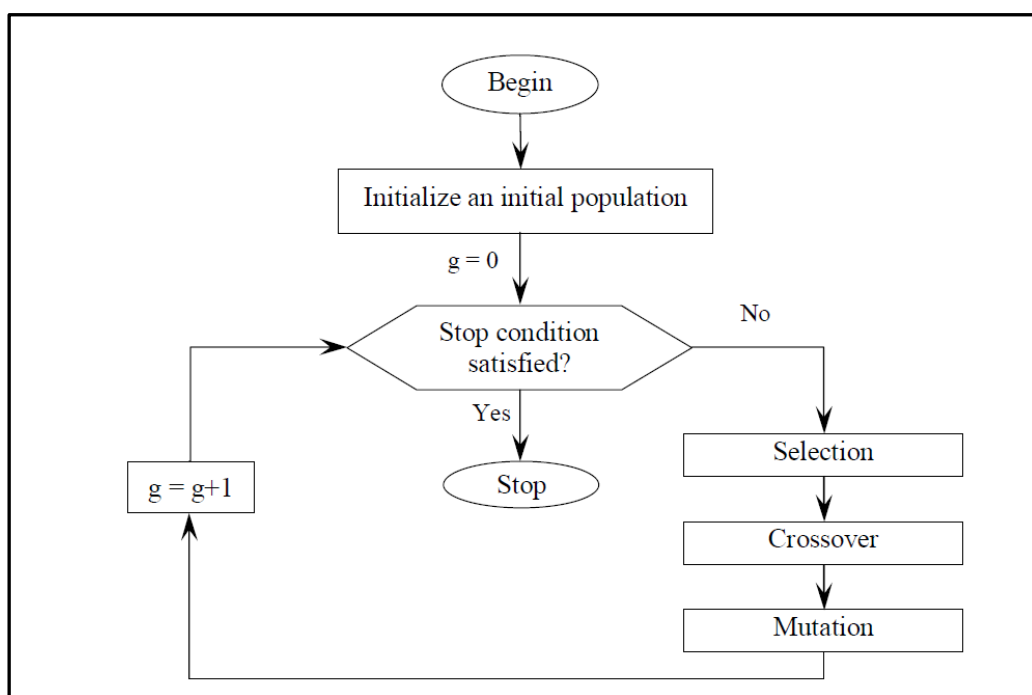 Begin
Initialize an initial population
g = 0
Stop condition
satisfied?
No
Yes
Stop
Selection
Crossover
Mutation
g = g+1